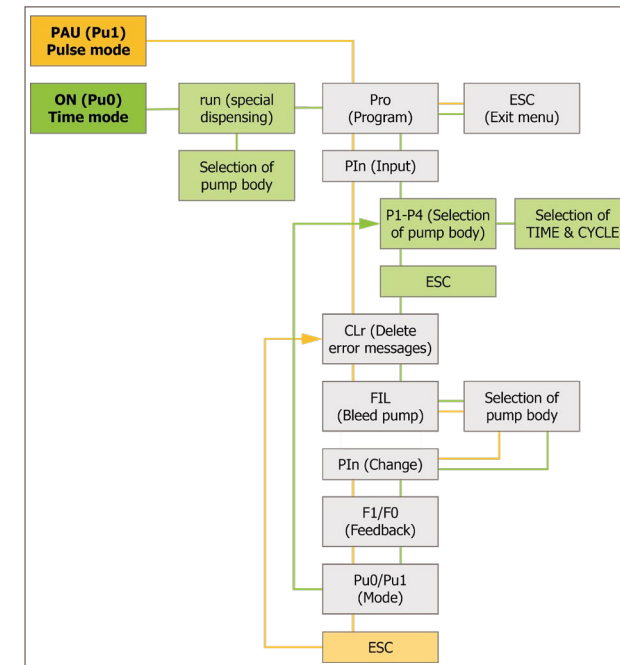 PAU (Pu1)
Pulse mode
ON (Pu0)
Time mode
run (special
dispensing)
Pro
(Program)
ESC
(Exit menu)
Selection of
pump body
PIn (Input)
P1-P4 (Selection
of pump body)
Selection of
TIME & CYCLE
ESC
CLr (Delete
error messages)
FIL
(Bleed pump)
Selection of
pump body
PIn (Change)
F1/F0
(Feedback)
Pu0/Pu1
(Mode)
ESC